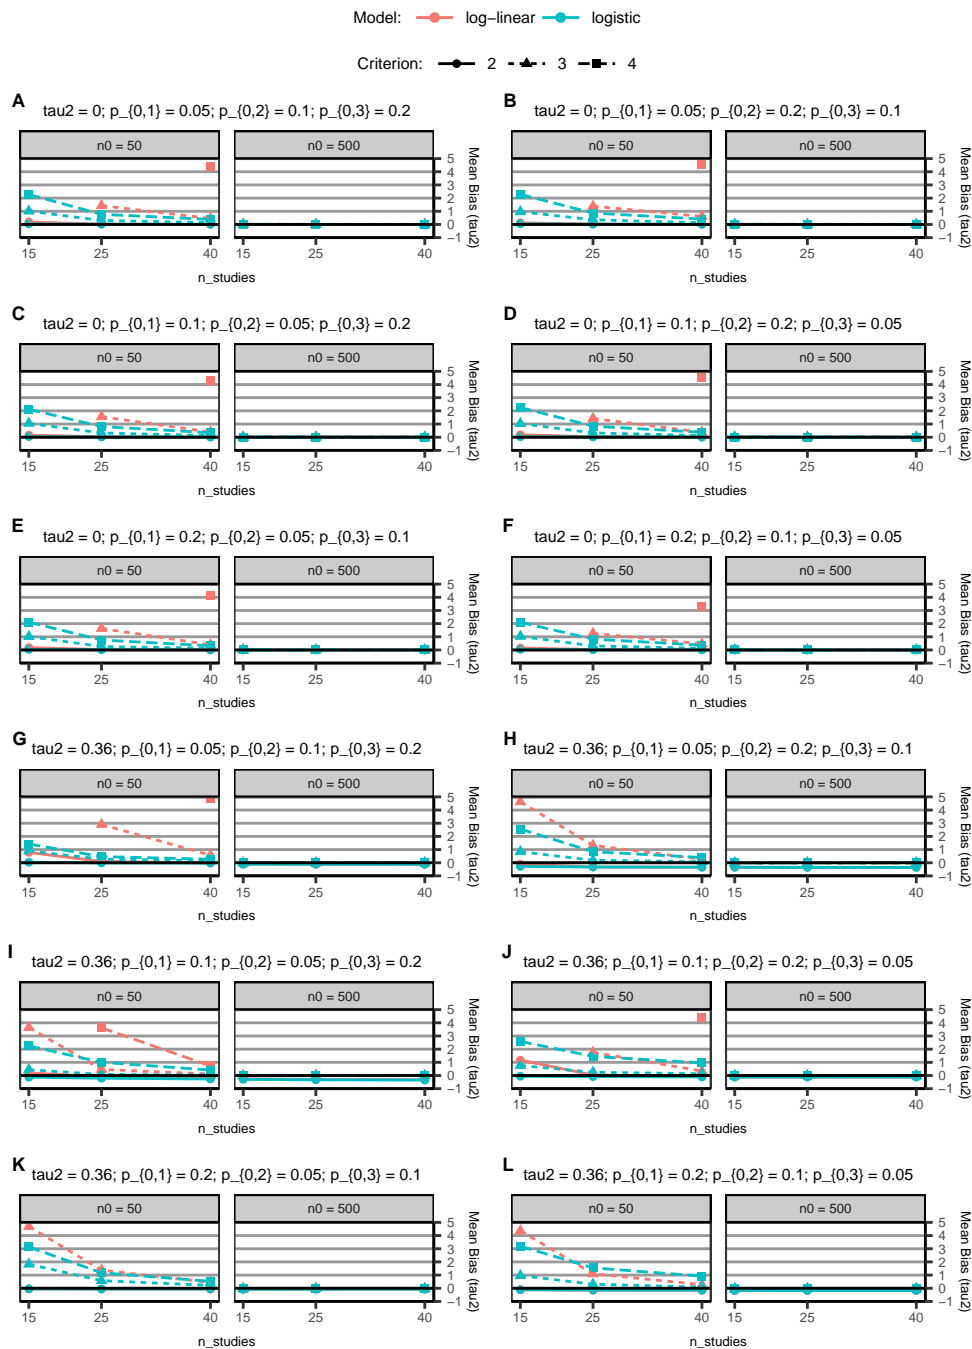 Model: log−linear logistic
Criterion: 2 3 4
A tau2 = 0; p_{0,1} = 0.05; p_{0,2} = 0.1; p_{0,3} = 0.2
n0 = 50 n0 = 500
5
4
3
2
1
0
−1
Mean Bias (tau2)
15 25 40 15 25 40
n_studies
B tau2 = 0; p_{0,1} = 0.05; p_{0,2} = 0.2; p_{0,3} = 0.1
n0 = 50 n0 = 500
5
4
3
2
1
0
−1
Mean Bias (tau2)
15 25 40 15 25 40
n_studies
C tau2 = 0; p_{0,1} = 0.1; p_{0,2} = 0.05; p_{0,3} = 0.2
n0 = 50 n0 = 500
5
4
3
2
1
0
−1
Mean Bias (tau2)
15 25 40 15 25 40
n_studies
D tau2 = 0; p_{0,1} = 0.1; p_{0,2} = 0.2; p_{0,3} = 0.05
n0 = 50 n0 = 500
5
4
3
2
1
0
−1
Mean Bias (tau2)
15 25 40 15 25 40
n_studies
E tau2 = 0; p_{0,1} = 0.2; p_{0,2} = 0.05; p_{0,3} = 0.1
n0 = 50 n0 = 500
5
4
3
2
1
0
−1
Mean Bias (tau2)
15 25 40 15 25 40
n_studies
F tau2 = 0; p_{0,1} = 0.2; p_{0,2} = 0.1; p_{0,3} = 0.05
n0 = 50 n0 = 500
5
4
3
2
1
0
−1
Mean Bias (tau2)
15 25 40 15 25 40
n_studies
G tau2 = 0.36; p_{0,1} = 0.05; p_{0,2} = 0.1; p_{0,3} = 0.2
n0 = 50 n0 = 500
5
4
3
2
1
0
−1
Mean Bias (tau2)
15 25 40 15 25 40
n_studies
H tau2 = 0.36; p_{0,1} = 0.05; p_{0,2} = 0.2; p_{0,3} = 0.1
n0 = 50 n0 = 500
5
4
3
2
1
0
−1
Mean Bias (tau2)
15 25 40 15 25 40
n_studies
I tau2 = 0.36; p_{0,1} = 0.1; p_{0,2} = 0.05; p_{0,3} = 0.2
n0 = 50 n0 = 500
5
4
3
2
1
0
−1
Mean Bias (tau2)
15 25 40 15 25 40
n_studies
J tau2 = 0.36; p_{0,1} = 0.1; p_{0,2} = 0.2; p_{0,3} = 0.05
n0 = 50 n0 = 500
5
4
3
2
1
0
−1
Mean Bias (tau2)
15 25 40 15 25 40
n_studies
K tau2 = 0.36; p_{0,1} = 0.2; p_{0,2} = 0.05; p_{0,3} = 0.1
n0 = 50 n0 = 500
5
4
3
2
1
0
−1
Mean Bias (tau2)
15 25 40 15 25 40
n_studies
L tau2 = 0.36; p_{0,1} = 0.2; p_{0,2} = 0.1; p_{0,3} = 0.05
n0 = 50 n0 = 500
5
4
3
2
1
0
−1
Mean Bias (tau2)
15 25 40 15 25 40
n_studies